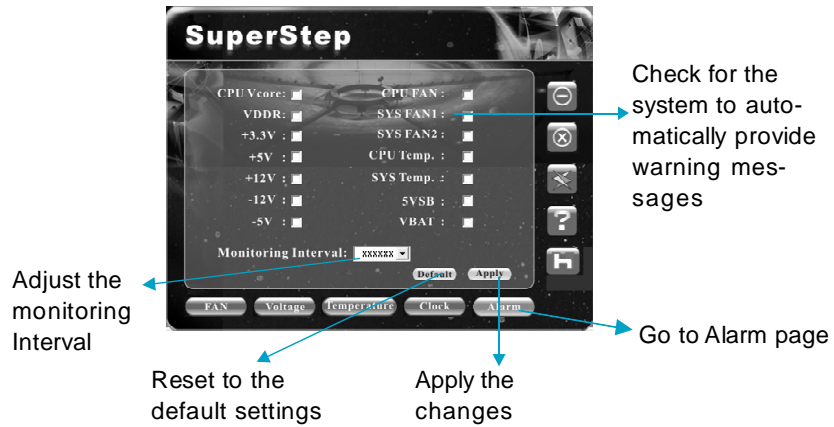 SuperStep
CPU Vcore:
VDDR:
+3.3V :
+5V :
+12V :
-12V :
-5V :
CPU FAN :
SYS FAN1 :
SYS FAN2 :
CPU Temp. :
SYS Temp. :
5VSB :
VBAT :
Monitoring Interval: xxxxxx
Default Apply
FAN Voltage Temperature Clock Alarm
?
Check for the
system to auto-
matically provide
warning mes-
sages
Adjust the
monitoring
Interval
Go to Alarm page
Reset to the
default settings
Apply the
changes